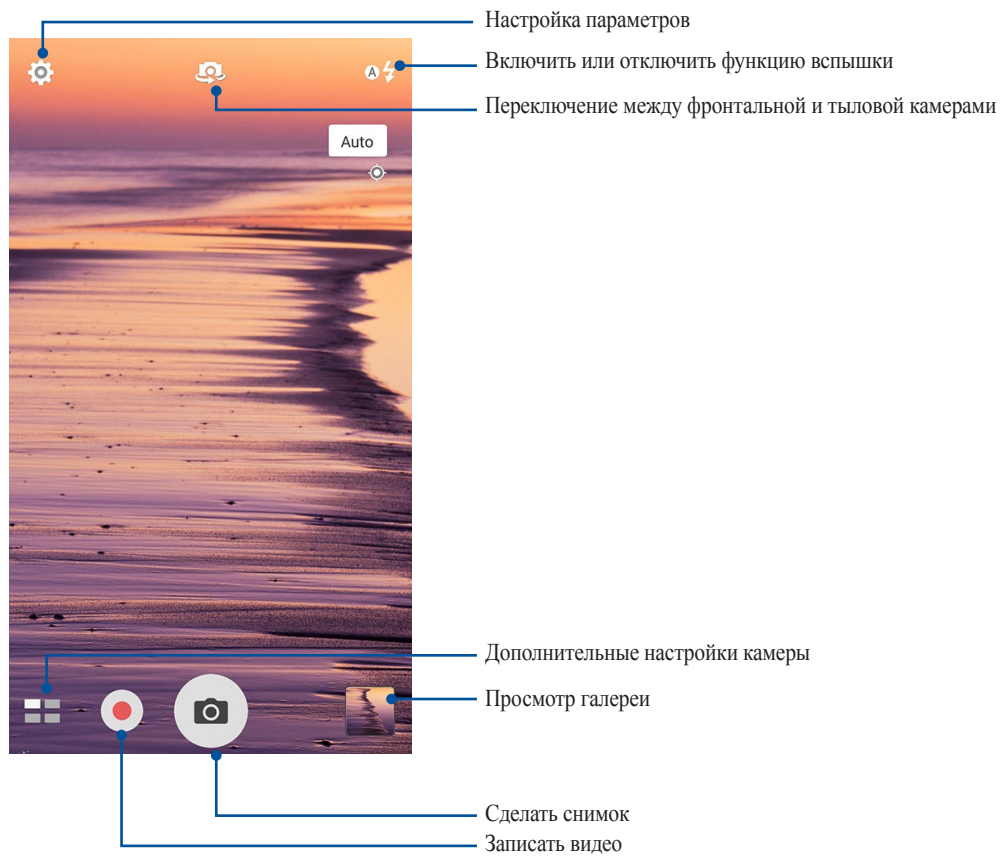 Настройка параметров
Включить или отключить функцию вспышки
A
Переключение между фронтальной и тыловой камерами
Auto
Дополнительные настройки камеры
Просмотр галереи
Сделать снимок
Записать видео